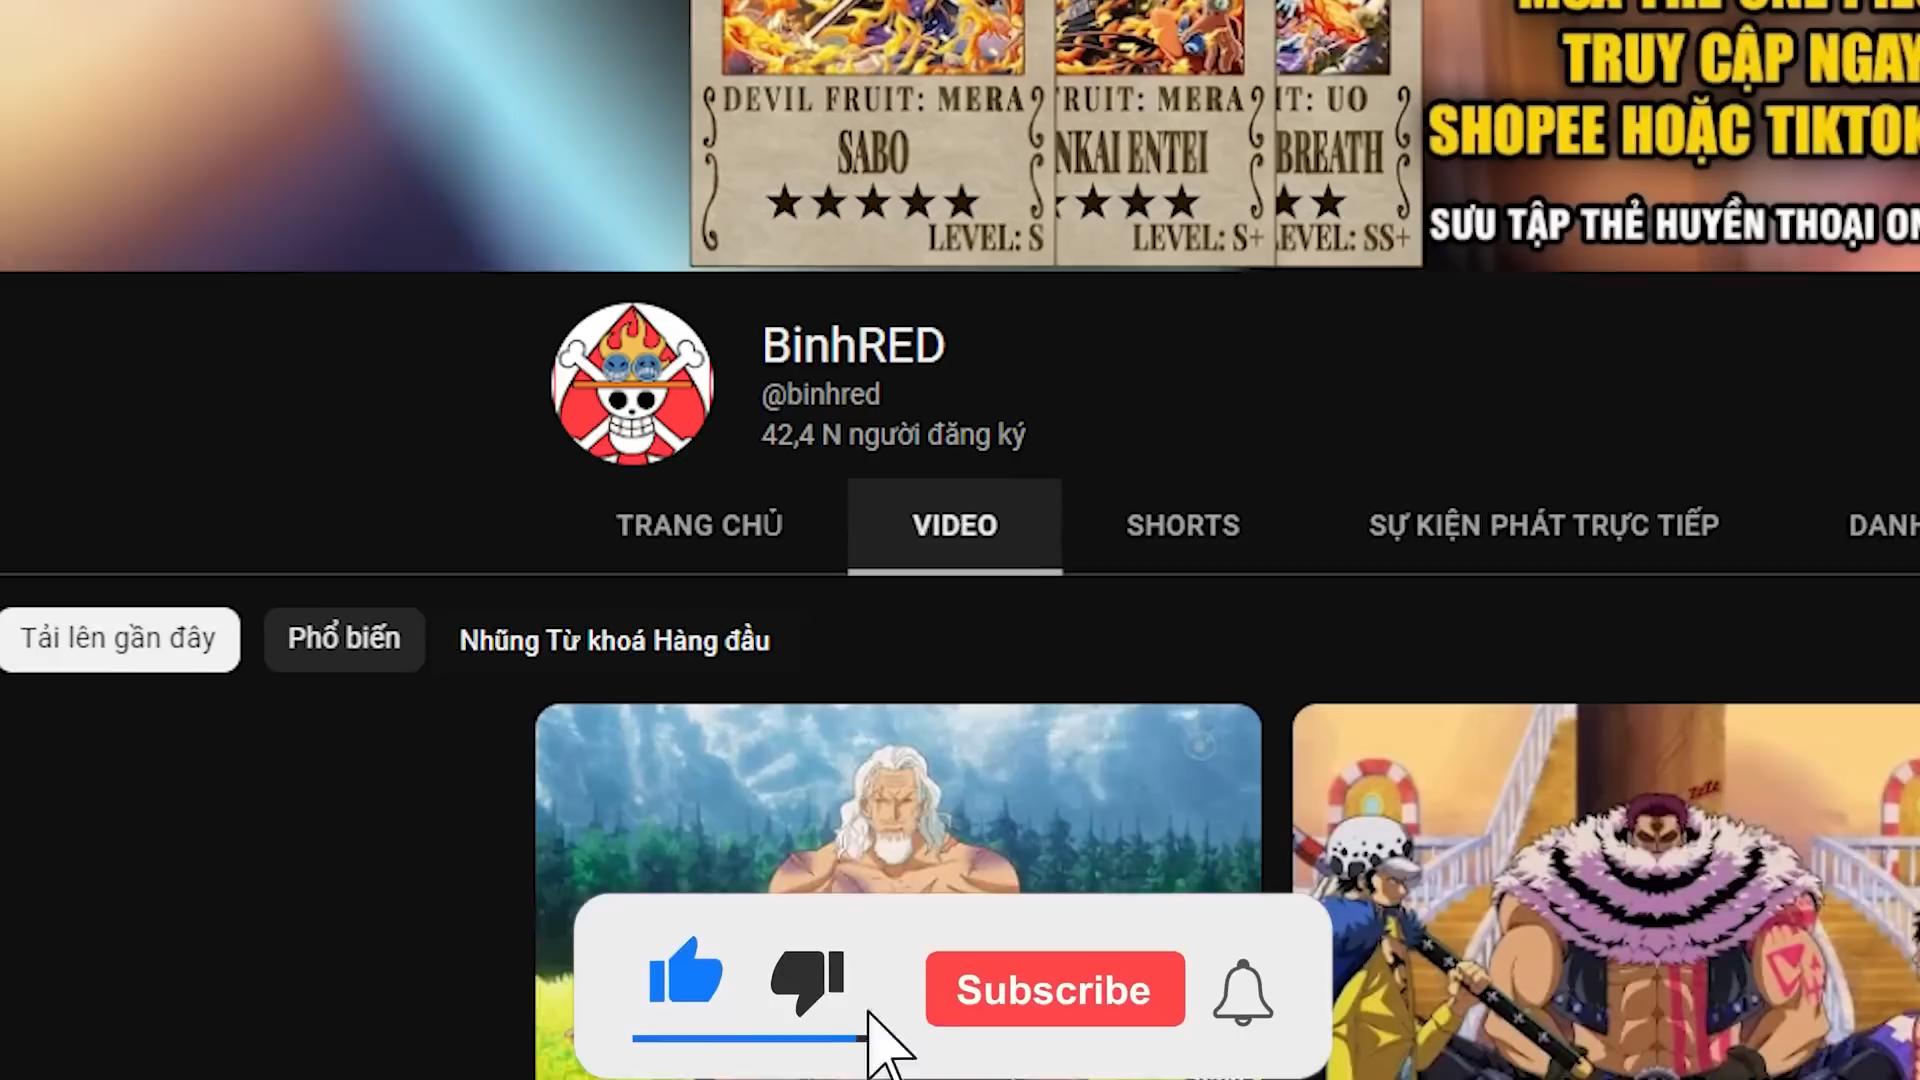 TRUY CẬP NGAY
SHOPEE HOẶC TIKTOK
SƯU TẬP THẺ HUYỀN THOẠI
DEVIL FRUIT: MERA
SABO
★★★★★
LEVEL: S
RUIT: MERA
NKAI ENTEI
LEVEL: S+
IT: UO
BREATH
LEVEL: SS+
BinhRED
@binhred
42,4 N người đăng ký
TRANG CHỦ
VIDEO
SHORTS
SỰ KIỆN PHÁT TRỰC TIẾP
DANH
Tải lên gần đây
Phổ biến
Những Từ khoá Hàng đầu
Subscribe